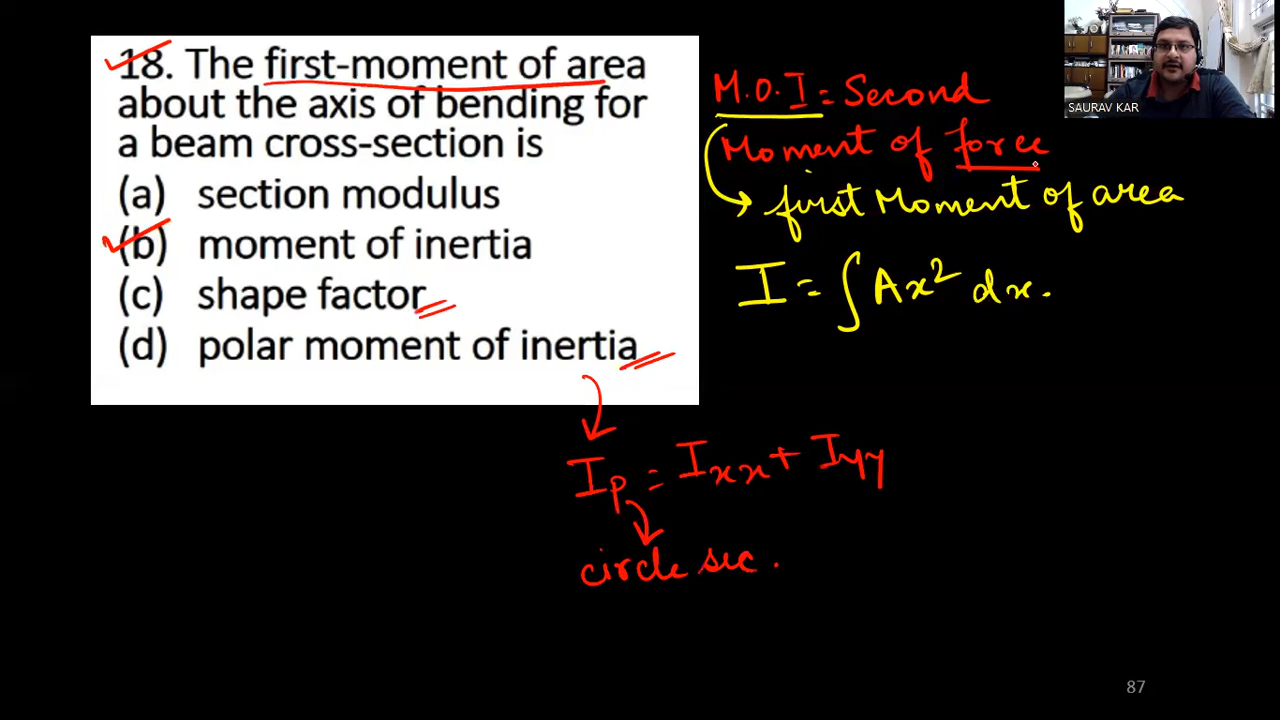 18. The first-moment of area
about the axis of bending for
a beam cross-section is
(a) section modulus
(b) moment of inertia
(c) shape factor
(d) polar moment of inertia
M.O.I = Second
Moment of force
→ first Moment of area
I = ∫ Ax² dx.
Ip = Ixx + Iyy
circle sec.
SAURAV KAR
87